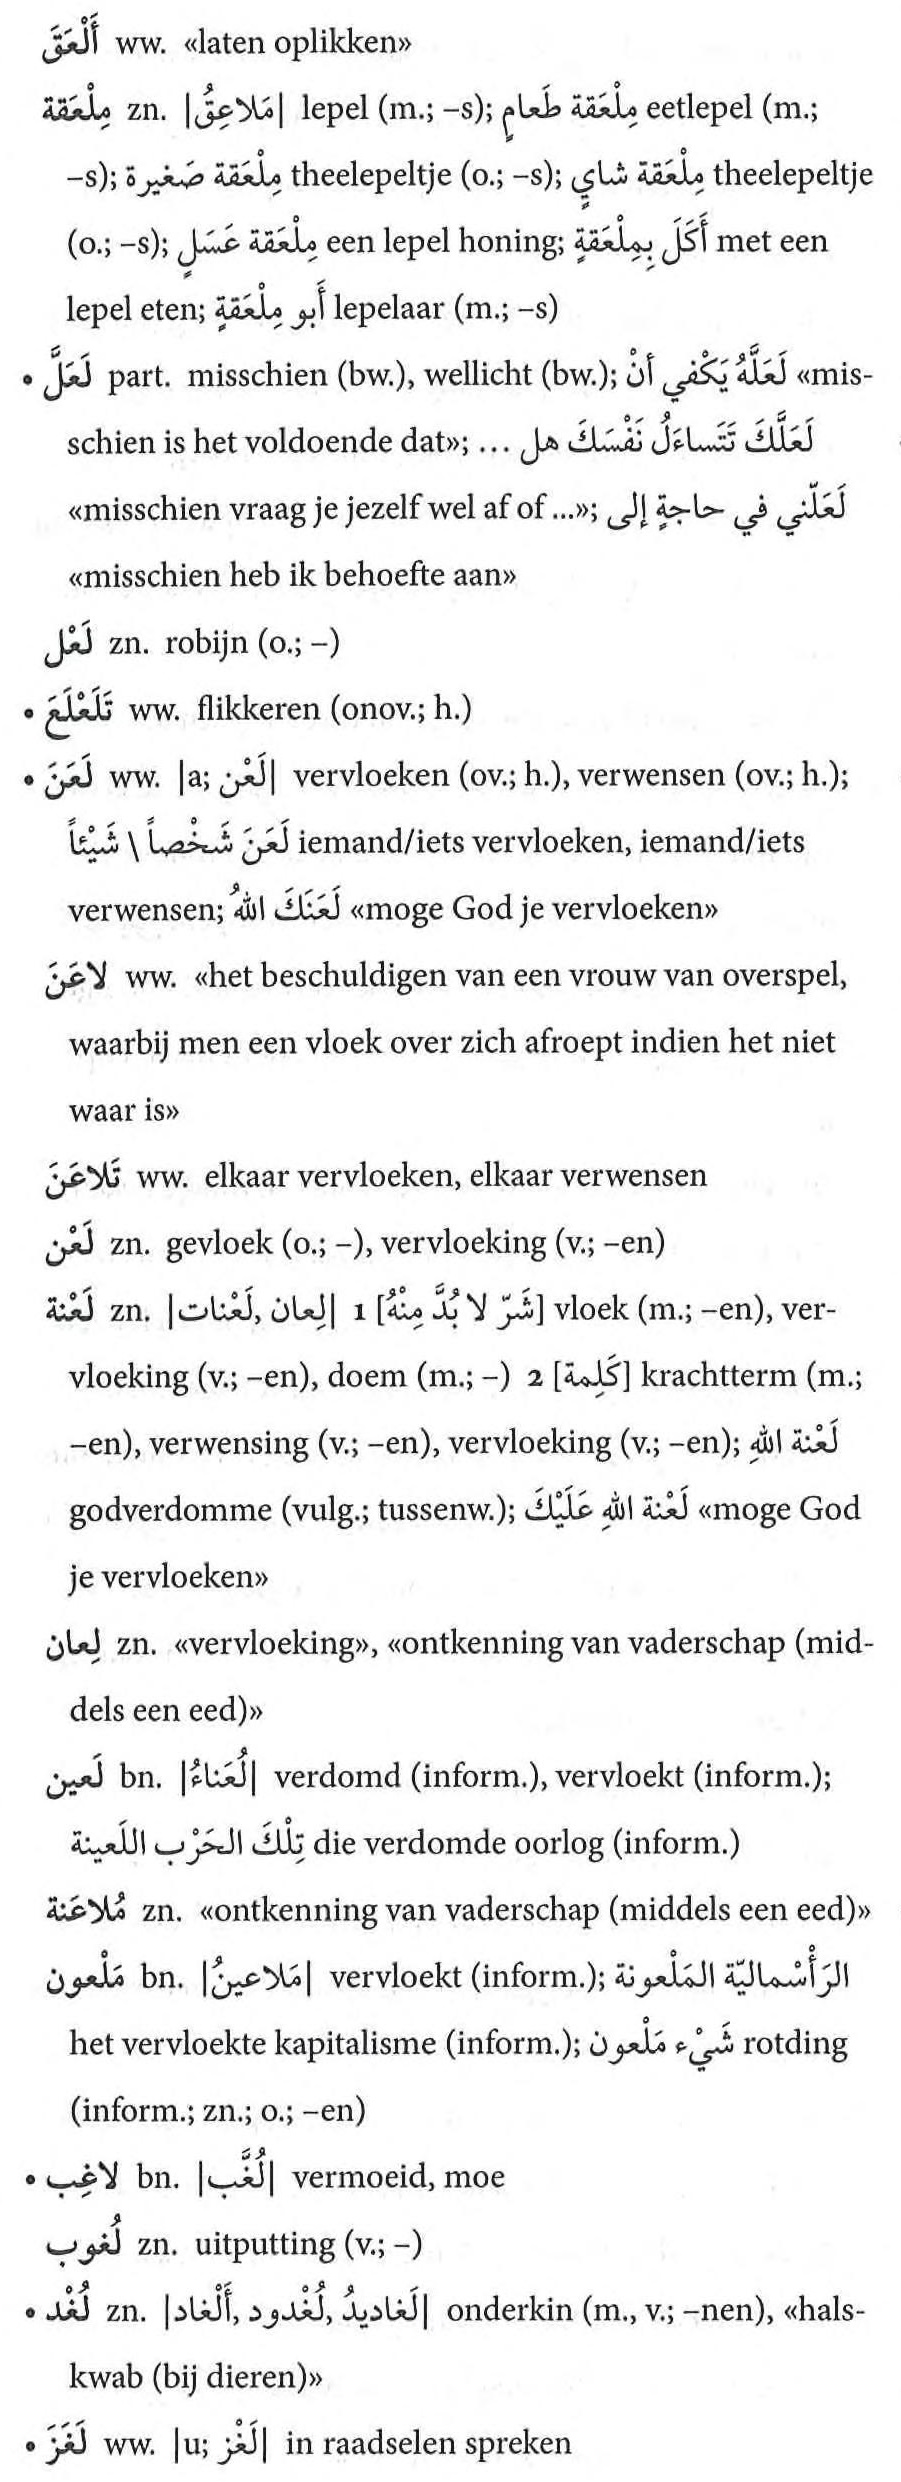 أَلْعَقَ ww. «laten oplikken»
مِلْعَقة zn. |مَلاعِقُ| lepel (m.; –s); مِلْعَقة طَعامٍ eetlepel (m.;
–s); مِلْعَقة صَغيرة theelepeltje (o.; –s); مِلْعَقة شايٍ theelepeltje
(o.; –s); مِلْعَقة عَسَلٍ een lepel honing; أَكَلَ بِمِلْعَقةٍ met een
lepel eten; أَبو مِلْعَقةٍ lepelaar (m.; –s)
• لَعَلَّ part. misschien (bw.), wellicht (bw.); لَعَلَّهُ يَكْفي أنْ «mis-
schien is het voldoende dat»; لَعَلَّكَ تَتَساءَلُ نَفْسَكَ هل ...
«misschien vraag je jezelf wel af of ...»; لَعَلّني في حاجةٍ إلى
«misschien heb ik behoefte aan»
لَعْل zn. robijn (o.; –)
• تَلَعْلَعَ ww. flikkeren (onov.; h.)
• لَعَنَ ww. |a; لَعْن| vervloeken (ov.; h.), verwensen (ov.; h.);
لَعَنَ شَخْصاً \ شَيْئاً iemand/iets vervloeken, iemand/iets
verwensen; لَعَنَكَ اللهُ «moge God je vervloeken»
لاعَنَ ww. «het beschuldigen van een vrouw van overspel,
waarbij men een vloek over zich afroept indien het niet
waar is»
تَلاعَنَ ww. elkaar vervloeken, elkaar verwensen
لَعْن zn. gevloek (o.; –), vervloeking (v.; –en)
لَعْنة zn. |لِعان, لَعْنات| 1 [شَرّ لا بُدَّ مِنْهُ] vloek (m.; –en), ver-
vloeking (v.; –en), doem (m.; –) 2 [كَلِمة] krachtterm (m.;
–en), verwensing (v.; –en), vervloeking (v.; –en); لَعْنة اللهِ
godverdomme (vulg.; tussenw.); لَعْنة اللهِ عَلَيْكَ «moge God
je vervloeken»
لِعان zn. «vervloeking», «ontkenning van vaderschap (mid-
dels een eed)»
لَعين bn. |لُعَناءُ| verdomd (inform.), vervloekt (inform.);
تِلْكَ الحَرْب اللَعينة die verdomde oorlog (inform.)
مُلاعَنة zn. «ontkenning van vaderschap (middels een eed)»
مَلْعون bn. |مَلاعينُ| vervloekt (inform.); الرَأْسْماليّة المَلْعونة
het vervloekte kapitalisme (inform.); شَيْء مَلْعون rotding
(inform.; zn.; o.; –en)
• لاغِب bn. |لُغَّب| vermoeid, moe
لُغوب zn. uitputting (v.; –)
• لُغْد zn. |لَغاديدُ, لُغْدود, أَلْغاد| onderkin (m., v.; –nen), «hals-
kwab (bij dieren)»
• لَغَزَ ww. |u; لَغْز| in raadselen spreken